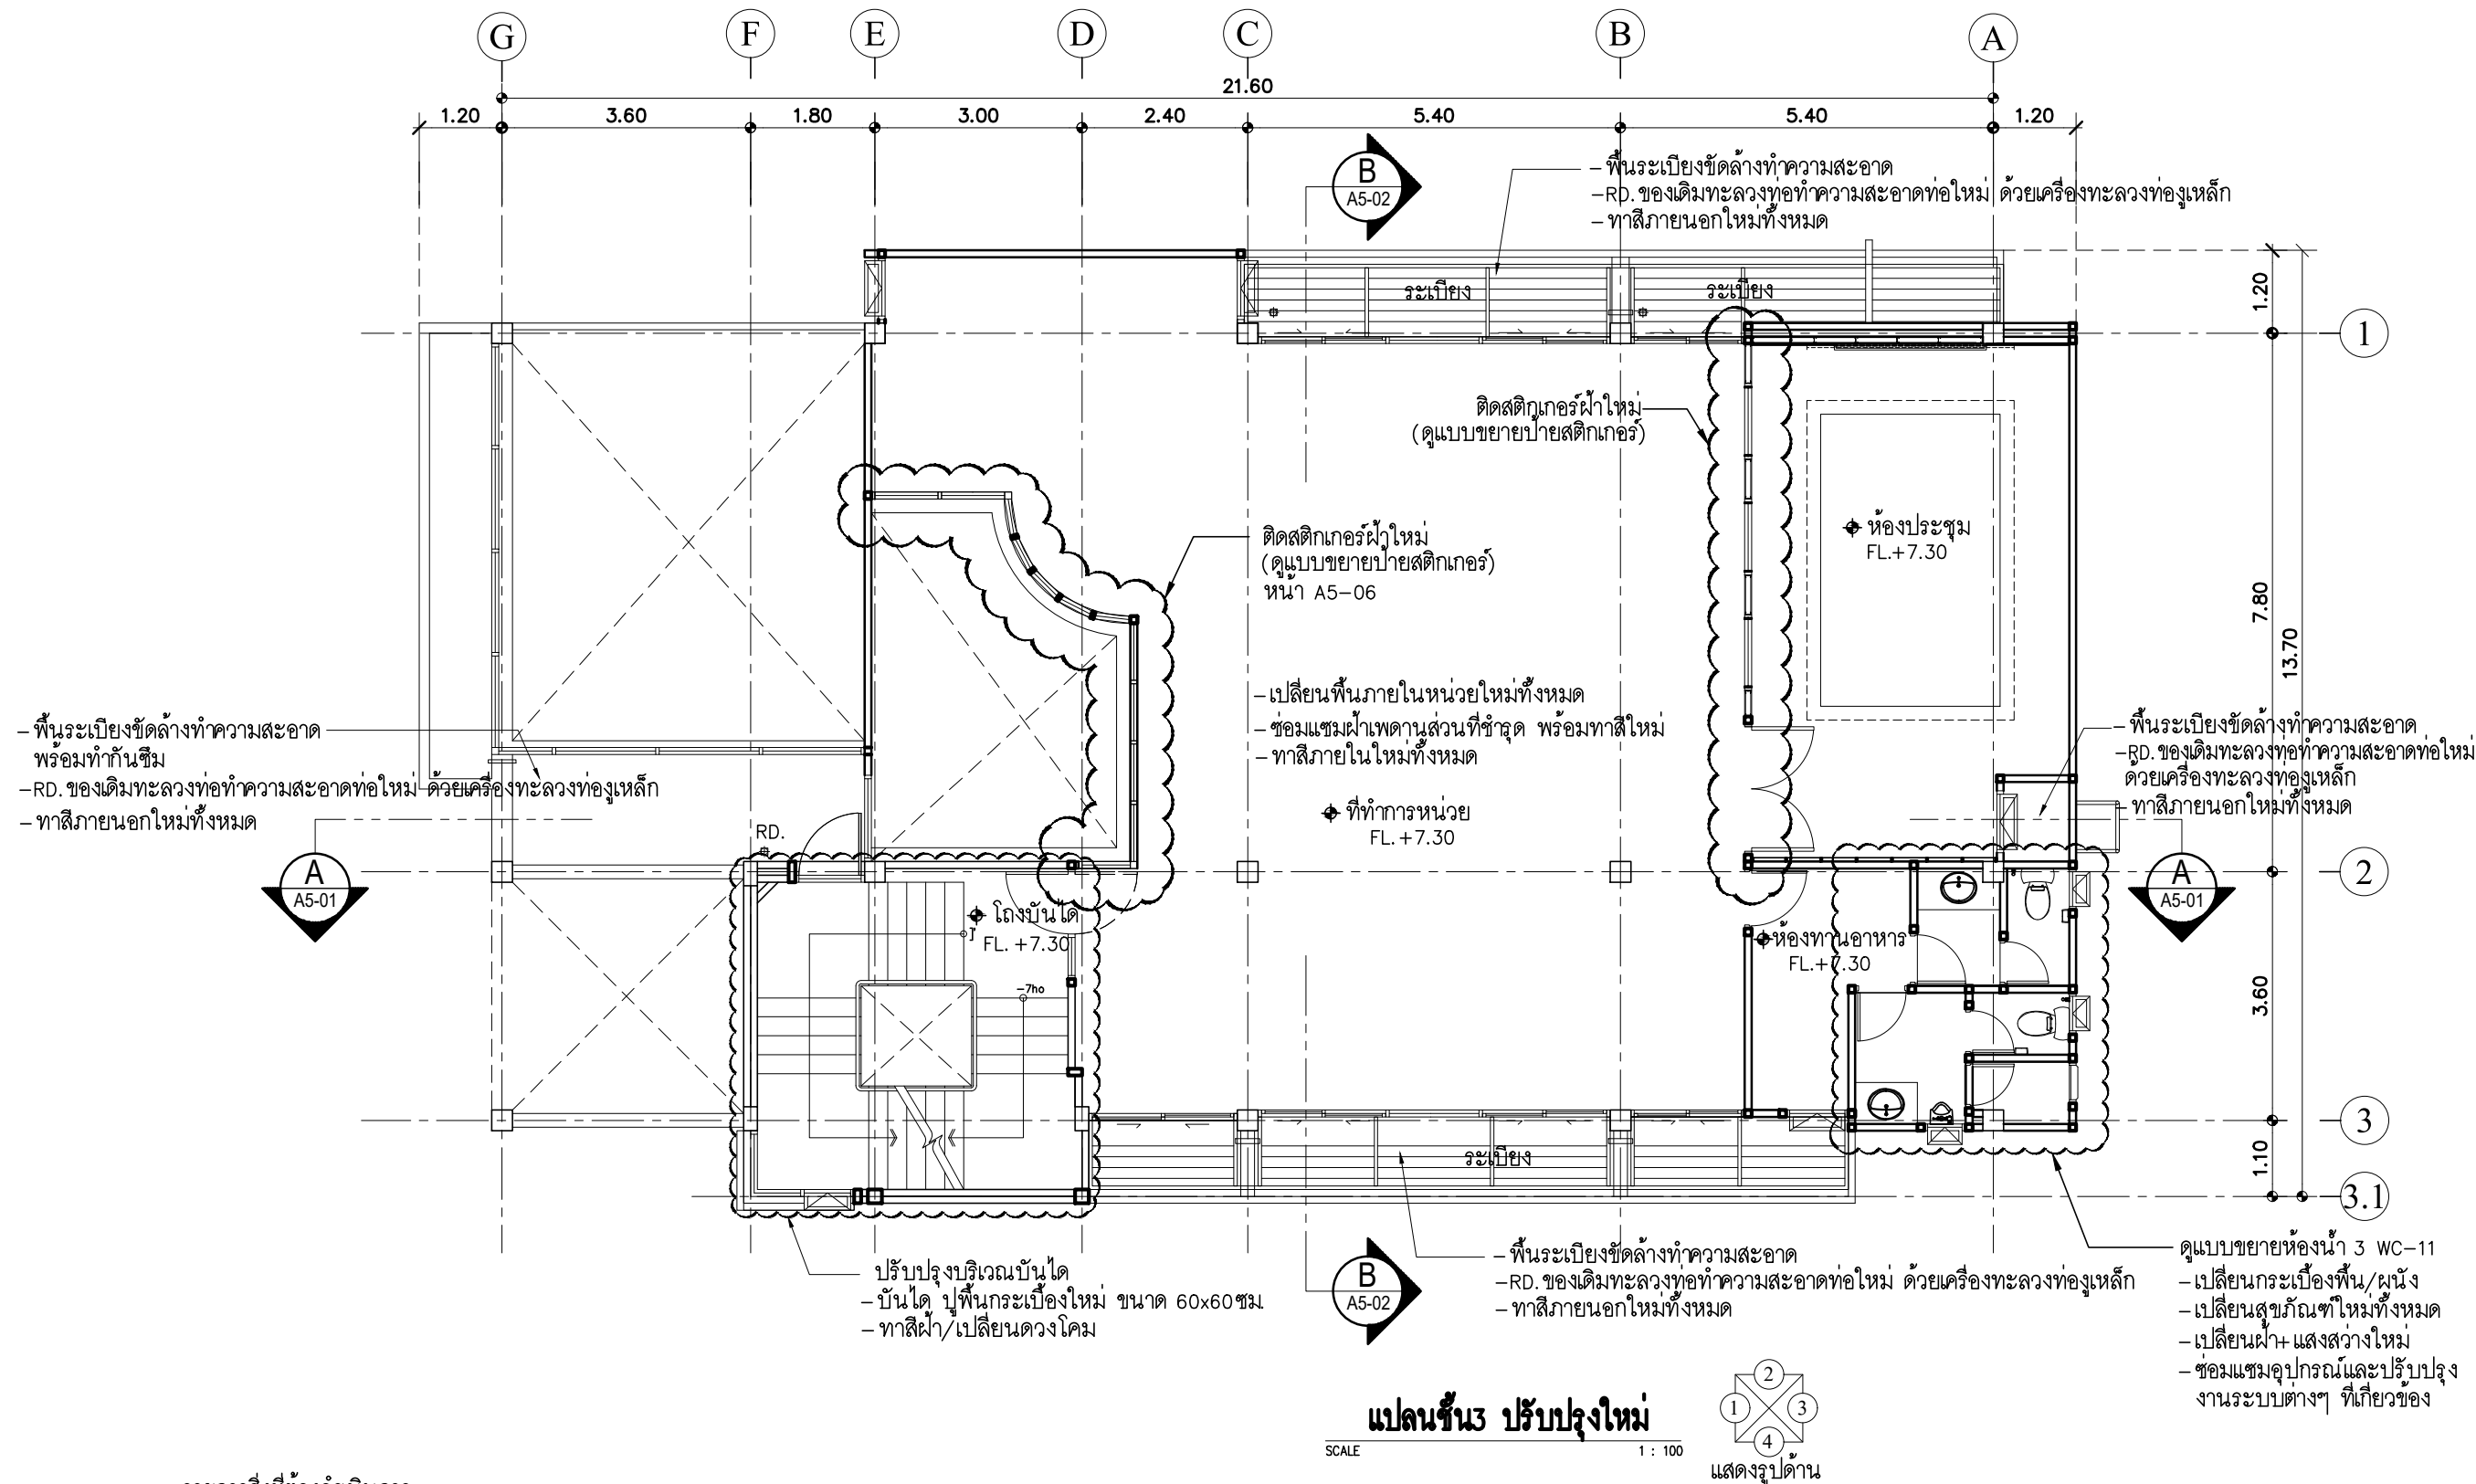 G F E D C B A
21.60
1.20 3.60 1.80 3.00 2.40 5.40 5.40 1.20
B
A5-02
-พื้นระเบียงขัดล้างทำความสะอาด
-RD.ของเดิมทะลวงท่อทำความสะอาดท่อใหม่ ด้วยเครื่องทะลวงท่องูเหล็ก
-ทาสีภายนอกใหม่ทั้งหมด
ระเบียง
ระเบียง
1.20
1
ติดสติกเกอร์ฝ้าใหม่
(ดูแบบขยายป้ายสติกเกอร์)
ห้องประชุม
FL.+7.30
ติดสติกเกอร์ฝ้าใหม่
(ดูแบบขยายป้ายสติกเกอร์)
หน้า A5-06
7.80
13.70
-เปลี่ยนพื้นภายในหน่วยใหม่ทั้งหมด
-ซ่อมแซมฝ้าเพดานส่วนที่ชำรุด พร้อมทาสีใหม่
-ทาสีภายในใหม่ทั้งหมด
-พื้นระเบียงขัดล้างทำความสะอาด
พร้อมทำกันซึม
-RD.ของเดิมทะลวงท่อทำความสะอาดท่อใหม่ ด้วยเครื่องทะลวงท่องูเหล็ก
-ทาสีภายนอกใหม่ทั้งหมด
-พื้นระเบียงขัดล้างทำความสะอาด
-RD.ของเดิมทะลวงท่อทำความสะอาดท่อใหม่
ด้วยเครื่องทะลวงท่องูเหล็ก
-ทาสีภายนอกใหม่ทั้งหมด
ที่ทำการหน่วย
FL.+7.30
RD.
A
A5-01
A
A5-01
2
โถงบันได
FL.+7.30
ห้องทานอาหาร
FL.+7.30
-7ho
3.60
3
ระเบียง
1.10
3.1
ปรับปรุงบริเวณบันได
-บันได ปูพื้นกระเบื้องใหม่ ขนาด 60x60ซม.
-ทาสีฝ้า/เปลี่ยนดวงโคม
B
A5-02
-พื้นระเบียงขัดล้างทำความสะอาด
-RD.ของเดิมทะลวงท่อทำความสะอาดท่อใหม่ ด้วยเครื่องทะลวงท่องูเหล็ก
-ทาสีภายนอกใหม่ทั้งหมด
ดูแบบขยายห้องน้ำ 3 WC-11
-เปลี่ยนกระเบื้องพื้น/ผนัง
-เปลี่ยนสุขภัณฑ์ใหม่ทั้งหมด
-เปลี่ยนฝ้า+แสงสว่างใหม่
-ซ่อมแซมอุปกรณ์และปรับปรุง
งานระบบต่างๆ ที่เกี่ยวข้อง
แปลนชั้น3 ปรับปรุงใหม่
SCALE 1 : 100
2
1 3
4
แสดงรูปด้าน